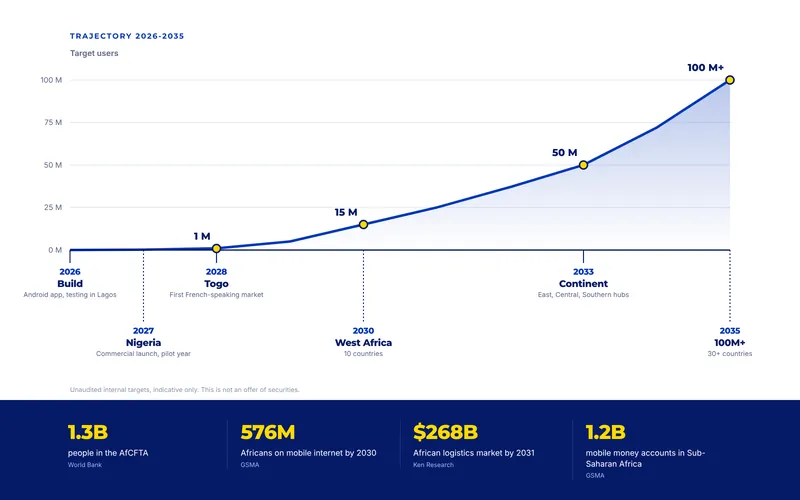 TRAJECTORY 2026-2035
Target users
100 M+
100 M
75 M
50 M
50 M
25 M
15 M
1 M
0 M
2026
Build
Android app, testing in Lagos
2028
Togo
First French-speaking market
2033
Continent
East, Central, Southern hubs
2027
Nigeria
Commercial launch, pilot year
2030
West Africa
10 countries
2035
100M+
30+ countries
Unaudited internal targets, indicative only. This is not an offer of securities.
1.3B
people in the AfCFTA
World Bank
576M
Africans on mobile internet by 2030
GSMA
$268B
African logistics market by 2031
Ken Research
1.2B
mobile money accounts in Sub-
Saharan Africa
GSMA